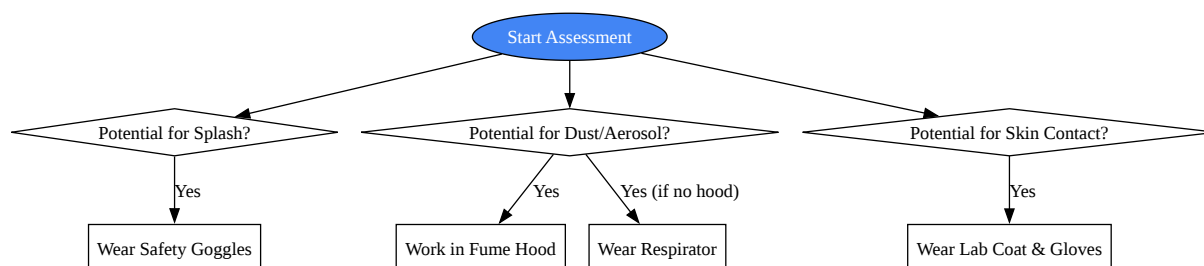 Start Assessment
Potential for Splash?
Potential for Dust/Aerosol?
Potential for Skin Contact?
Yes
Yes
Yes (if no hood)
Yes
Wear Safety Goggles
Work in Fume Hood
Wear Respirator
Wear Lab Coat & Gloves